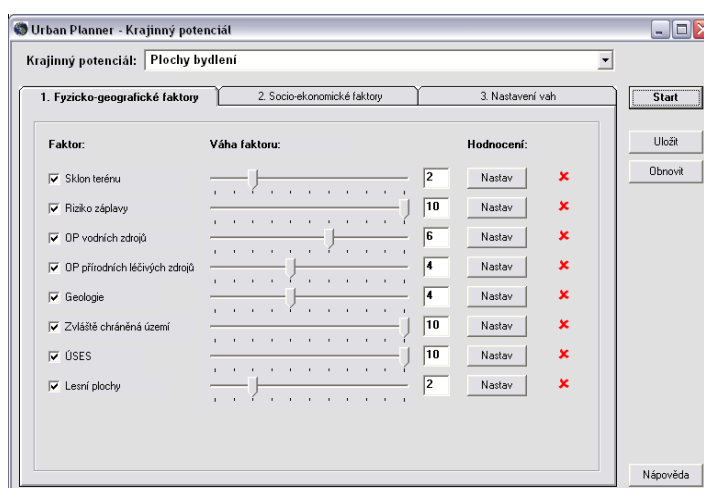 Urban Planner - Krajinný potenciál
Krajinný potenciál: Plochy bydlení
1. Fyzicko-geografické faktory 2. Socio-ekonomické faktory 3. Nastavení vah Start
Faktor: Váha faktoru: Hodnocení: Uložit
Sklon terénu 2 Nastav Obnovit
Riziko záplavy 10 Nastav
OP vodních zdrojů 6 Nastav
OP přírodních léčivých zdrojů 4 Nastav
Geologie 4 Nastav
Zvláště chráněná území 10 Nastav
ÚSES 10 Nastav
Lesní plochy 2 Nastav
Nápověda